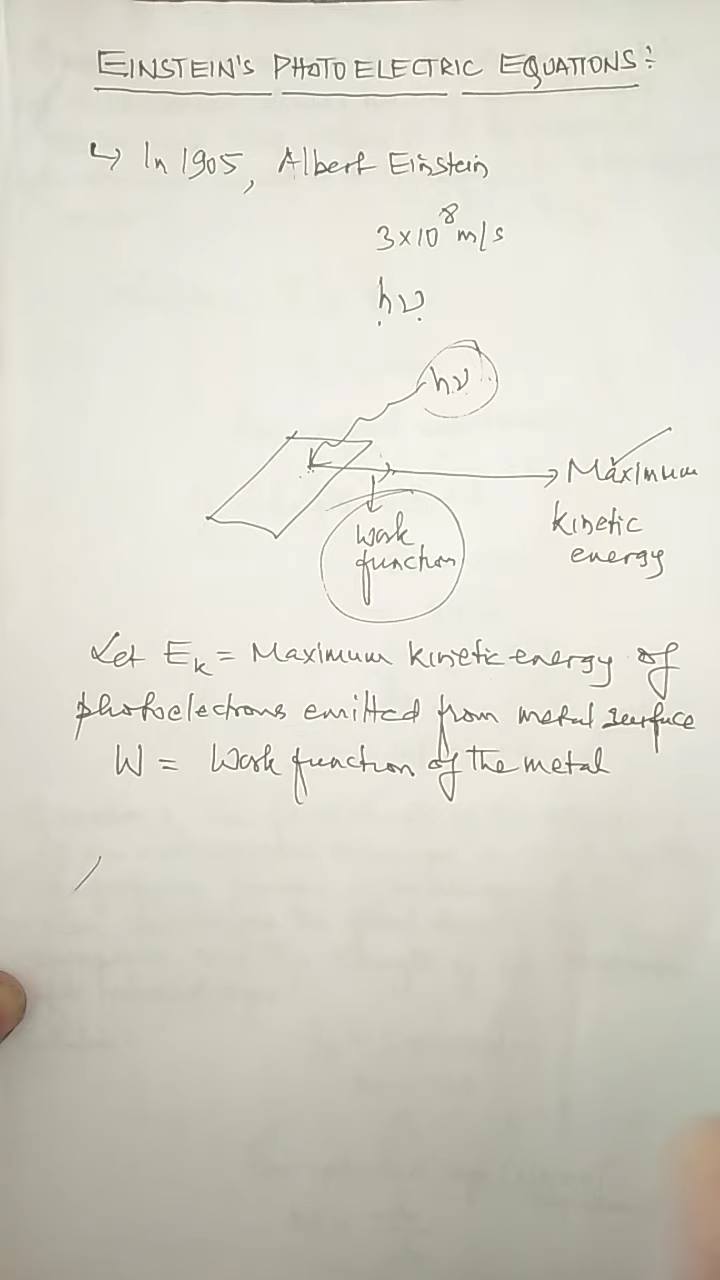 EINSTEIN'S PHOTOELECTRIC EQUATIONS:
↳ In 1905, Albert Einstein
3×10⁸ m/s
hν
hν
Maximum
kinetic
energy
Work
function
Let Eₖ = Maximum kinetic energy of
photoelectrons emitted from metal surface
W = Work function of the metal